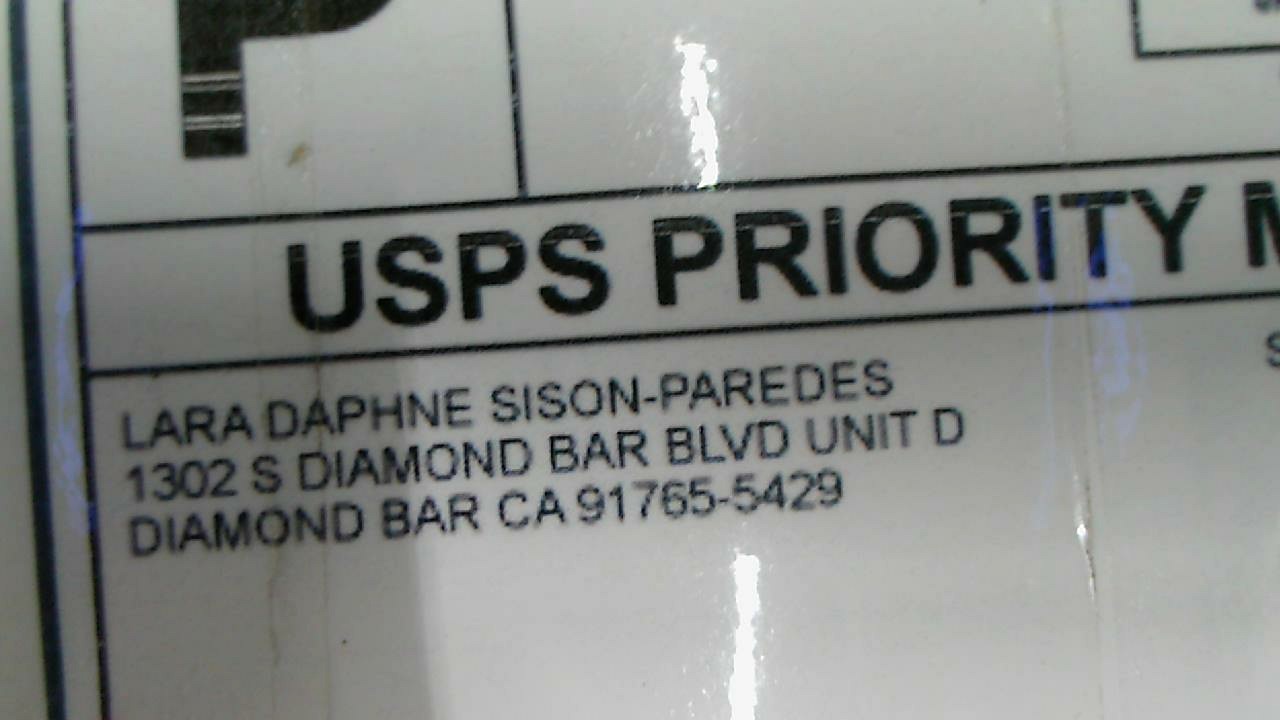 P
USPS PRIORITY
LARA DAPHNE SISON-PAREDES
1302 S DIAMOND BAR BLVD UNIT D
DIAMOND BAR CA 91765-5429